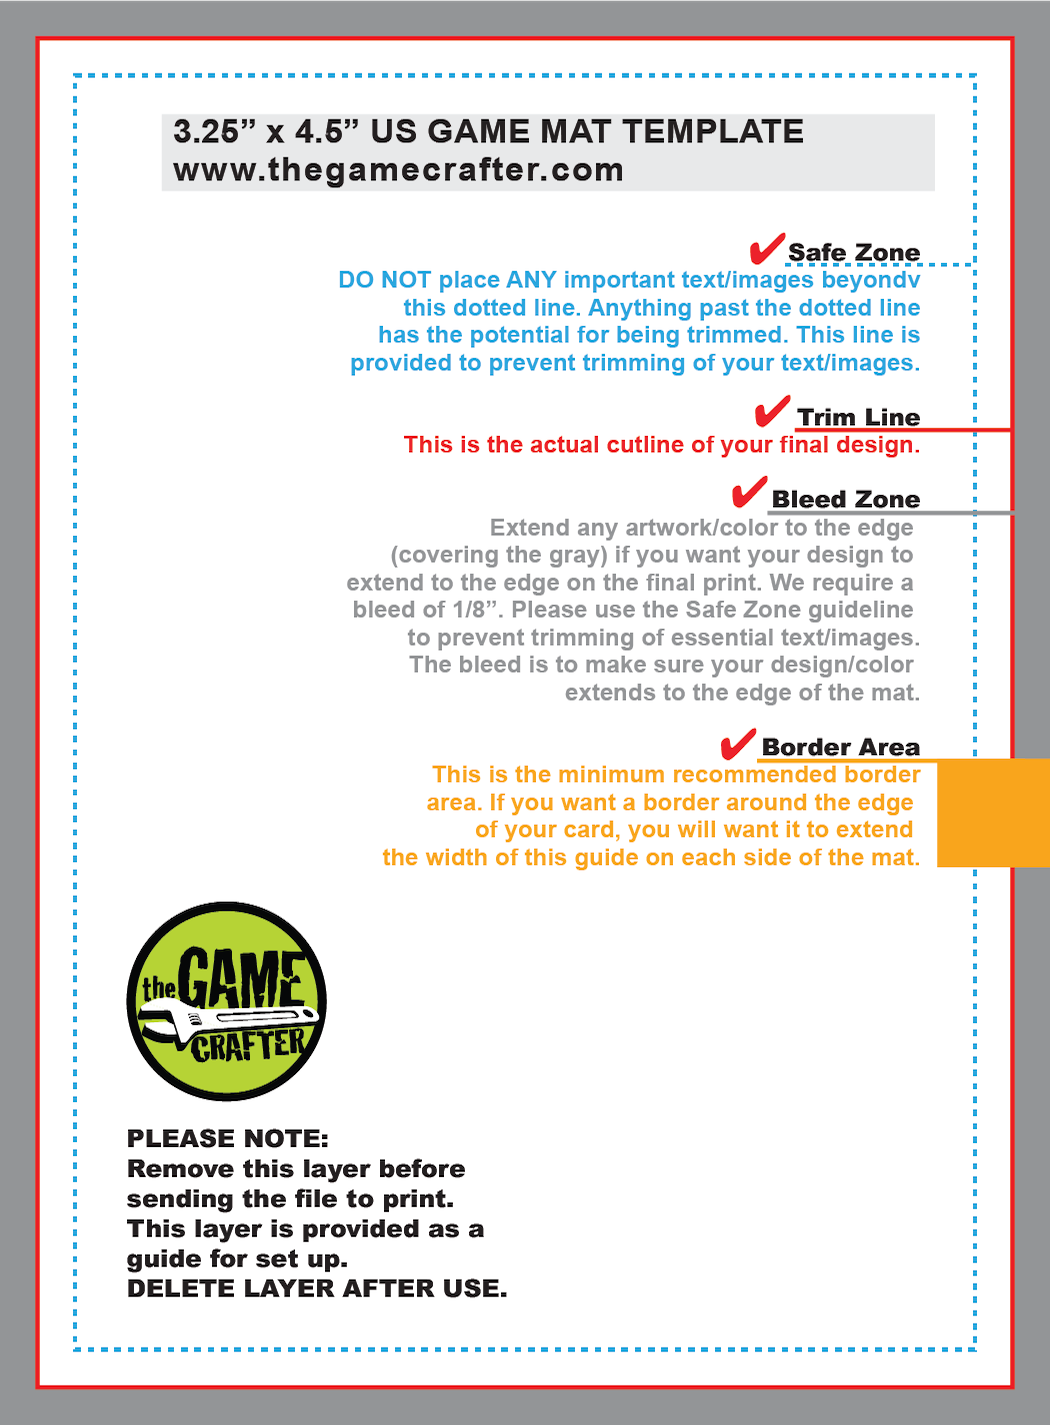 3.25” x 4.5” US GAME MAT TEMPLATE
www.thegamecrafter.com
Safe Zone
DO NOT place ANY important text/images beyondv
this dotted line. Anything past the dotted line
has the potential for being trimmed. This line is
provided to prevent trimming of your text/images.
Trim Line
This is the actual cutline of your final design.
Bleed Zone
Extend any artwork/color to the edge
(covering the gray) if you want your design to
extend to the edge on the final print. We require a
bleed of 1/8”. Please use the Safe Zone guideline
to prevent trimming of essential text/images.
The bleed is to make sure your design/color
extends to the edge of the mat.
Border Area
This is the minimum recommended border
area. If you want a border around the edge
of your card, you will want it to extend
the width of this guide on each side of the mat.
the GAME
CRAFTER
PLEASE NOTE:
Remove this layer before
sending the file to print.
This layer is provided as a
guide for set up.
DELETE LAYER AFTER USE.